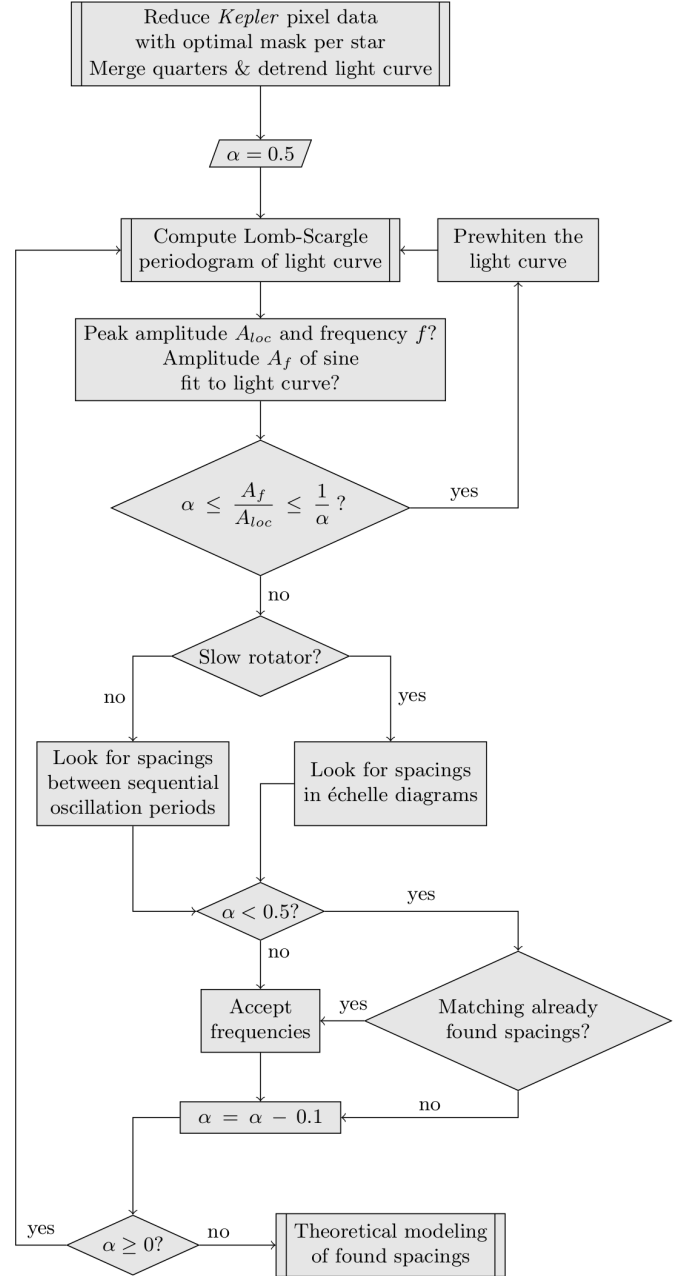 Reduce Kepler pixel data
with optimal mask per star
Merge quarters & detrend light curve
α = 0.5
Compute Lomb-Scargle
periodogram of light curve
Prewhiten the
light curve
Peak amplitude A_loc and frequency f?
Amplitude A_f of sine
fit to light curve?
α ≤ A_f/A_loc ≤ 1/α ?
yes
no
Slow rotator?
no
yes
Look for spacings
between sequential
oscillation periods
Look for spacings
in échelle diagrams
α < 0.5?
yes
no
Accept
frequencies
yes
Matching already
found spacings?
α = α − 0.1
no
α ≥ 0?
yes
no
Theoretical modeling
of found spacings